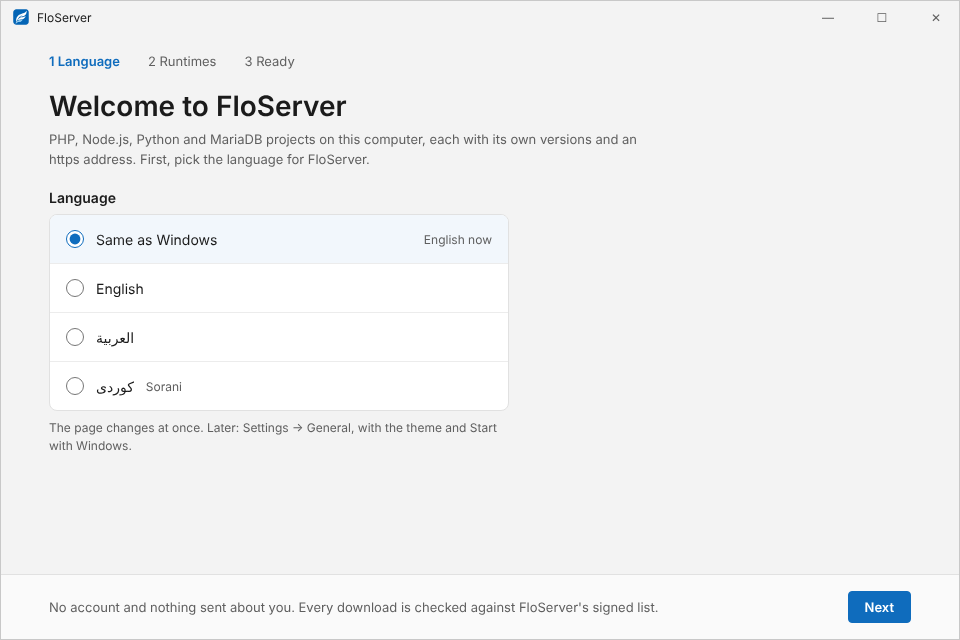 FloServer
1 Language
2 Runtimes
3 Ready
Welcome to FloServer
PHP, Node.js, Python and MariaDB projects on this computer, each with its own versions and an
https address. First, pick the language for FloServer.
Language
Same as Windows
English now
English
العربية
کوردی
Sorani
The page changes at once. Later: Settings → General, with the theme and Start
with Windows.
No account and nothing sent about you. Every download is checked against FloServer's signed list.
Next